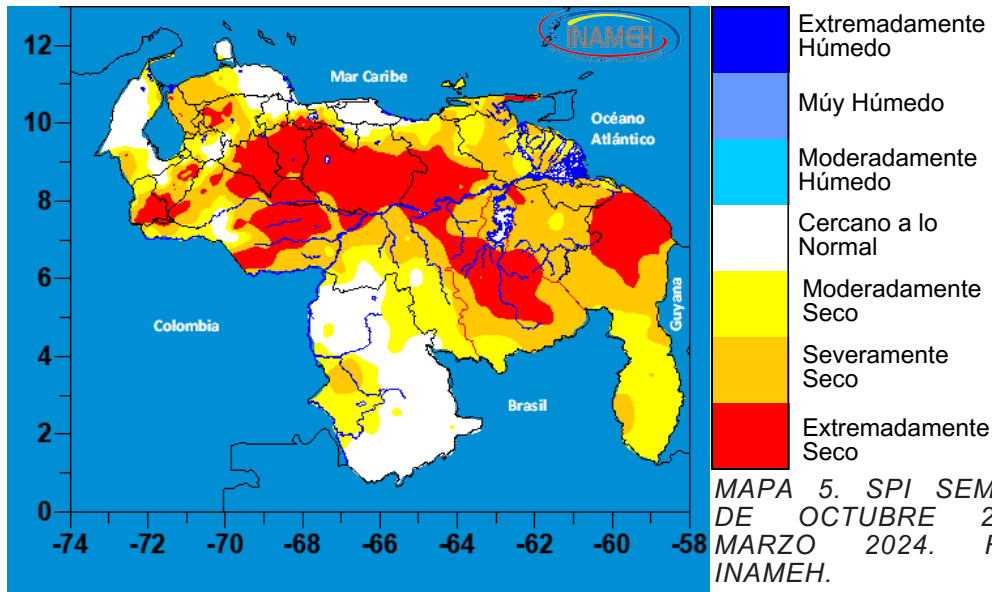 INAMEH
Mar Caribe
Océano
Atlántico
Colombia
Brasil
Guyana
12
10
8
6
4
2
0
-74
-72
-70
-68
-66
-64
-62
-60
-58
Extremadamente
Húmedo
Múy Húmedo
Moderadamente
Húmedo
Cercano a lo
Normal
Moderadamente
Seco
Severamente
Seco
Extremadamente
Seco
MAPA 5. SPI SEM
DE OCTUBRE 2
MARZO 2024.
INAMEH.